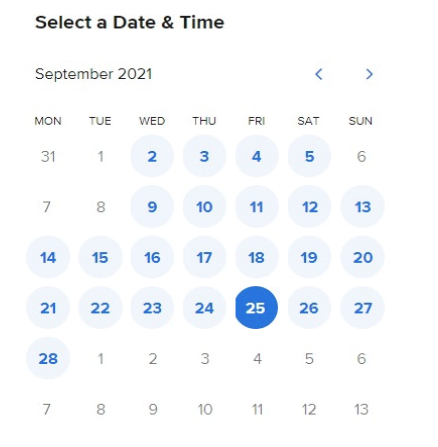 Select a Date & Time
September 2021
MON TUE WED THU FRI SAT SUN
31 1 2 3 4 5 6
7 8 9 10 11 12 13
14 15 16 17 18 19 20
21 22 23 24 25 26 27
28 1 2 3 4 5 6
7 8 9 10 11 12 13